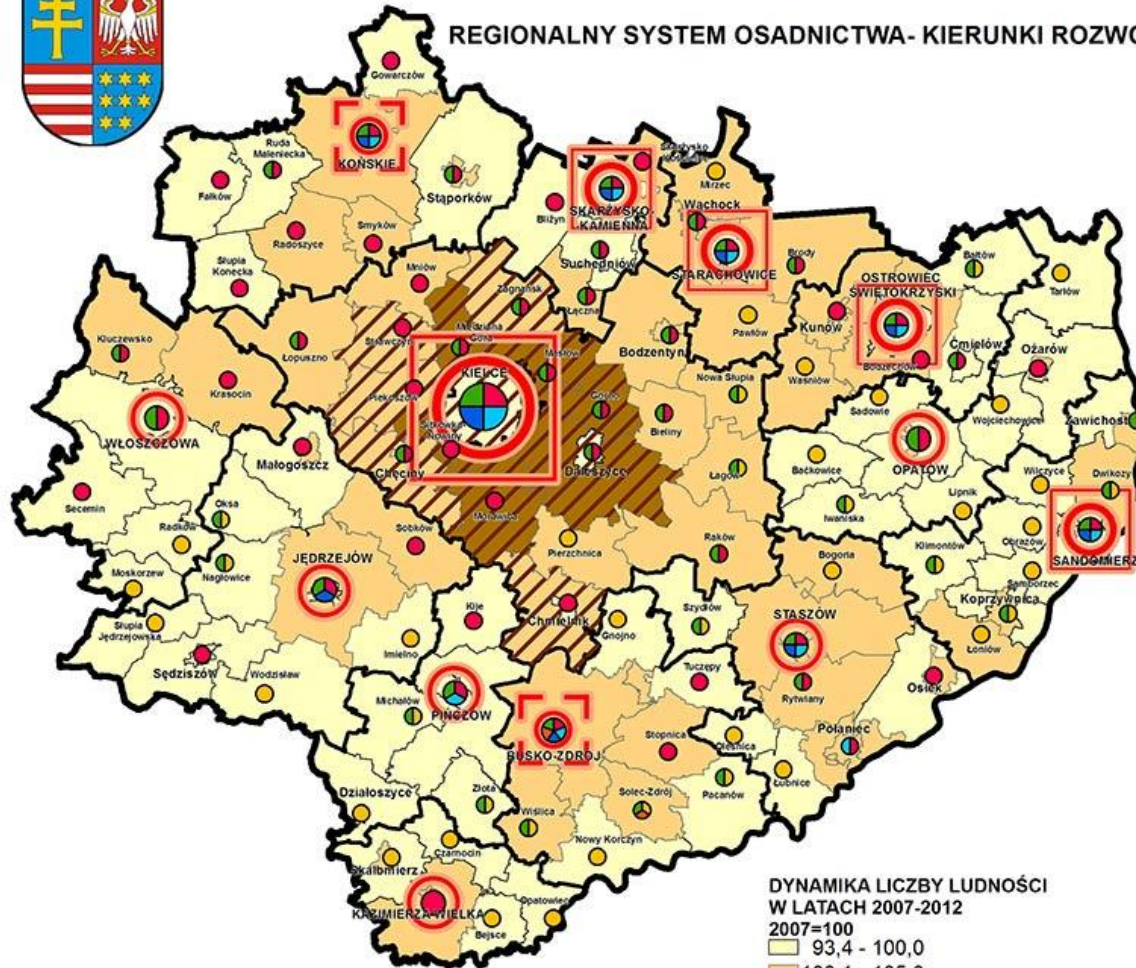 REGIONALNY SYSTEM OSADNICTWA- KIERUNKI ROZWO
Gowarczów
KOŃSKIE
Ruda
Maleniecka
Fałków
Stąporków
Radoszyce
Smyków
Słupia
Konecka
Bliżyn
SKARŻYSKO-
KAMIENNA
Suchedniów
Mirzec
Wąchock
STARACHOWICE
Brody
OSTROWIEC
ŚWIĘTOKRZYSKI
Bałtów
Tarłów
Mniów
Zagnańsk
Łączna
Kluczewsko
Łopuszno
Strawczyn
Miedziana
Góra
Masłów
Bodzentyn
Pawłów
Kunów
Bodzechów
Ćmielów
Ożarów
Krasocin
Piekoszów
KIELCE
Górno
Nowa Słupia
Waśniów
Sadowie
Wojciechowice
Zawichost
WŁOSZCZOWA
Sitkówka-
Nowiny
Bieliny
OPATÓW
Małogoszcz
Chęciny
Daleszyce
Łagów
Baćkowice
Wilczyce
Dwikozy
Secemin
Oksa
Morawica
Iwaniska
Lipnik
Radków
Sobków
Pierzchnica
Raków
Obrazów
SANDOMIERZ
Moskorzew
Nagłowice
JĘDRZEJÓW
Bogoria
Klimontów
Samborzec
Koprzywnica
Słupia
Jędrzejowska
Imielno
Kije
Chmielnik
Gnojno
Szydłów
STASZÓW
Łoniów
Sędziszów
Wodzisław
Tuczępy
Rytwiany
Osiek
Michałów
PIŃCZÓW
BUSKO-ZDRÓJ
Stopnica
Oleśnica
Połaniec
Działoszyce
Złota
Wiślica
Solec-Zdrój
Pacanów
Łubnice
Czarnocin
Nowy Korczyn
Skalbmierz
KAZIMIERZA WIELKA
Opatowiec
Bejsce
DYNAMIKA LICZBY LUDNOŚCI
W LATACH 2007-2012
2007=100
93,4 - 100,0